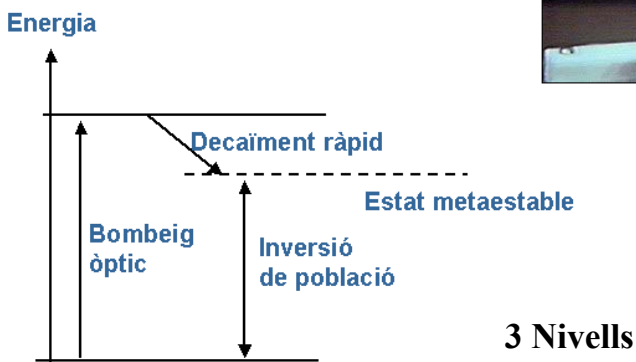 Energia
Decaïment ràpid
Estat metaestable
Bombeig
òptic
Inversió
de població
3 Nivells